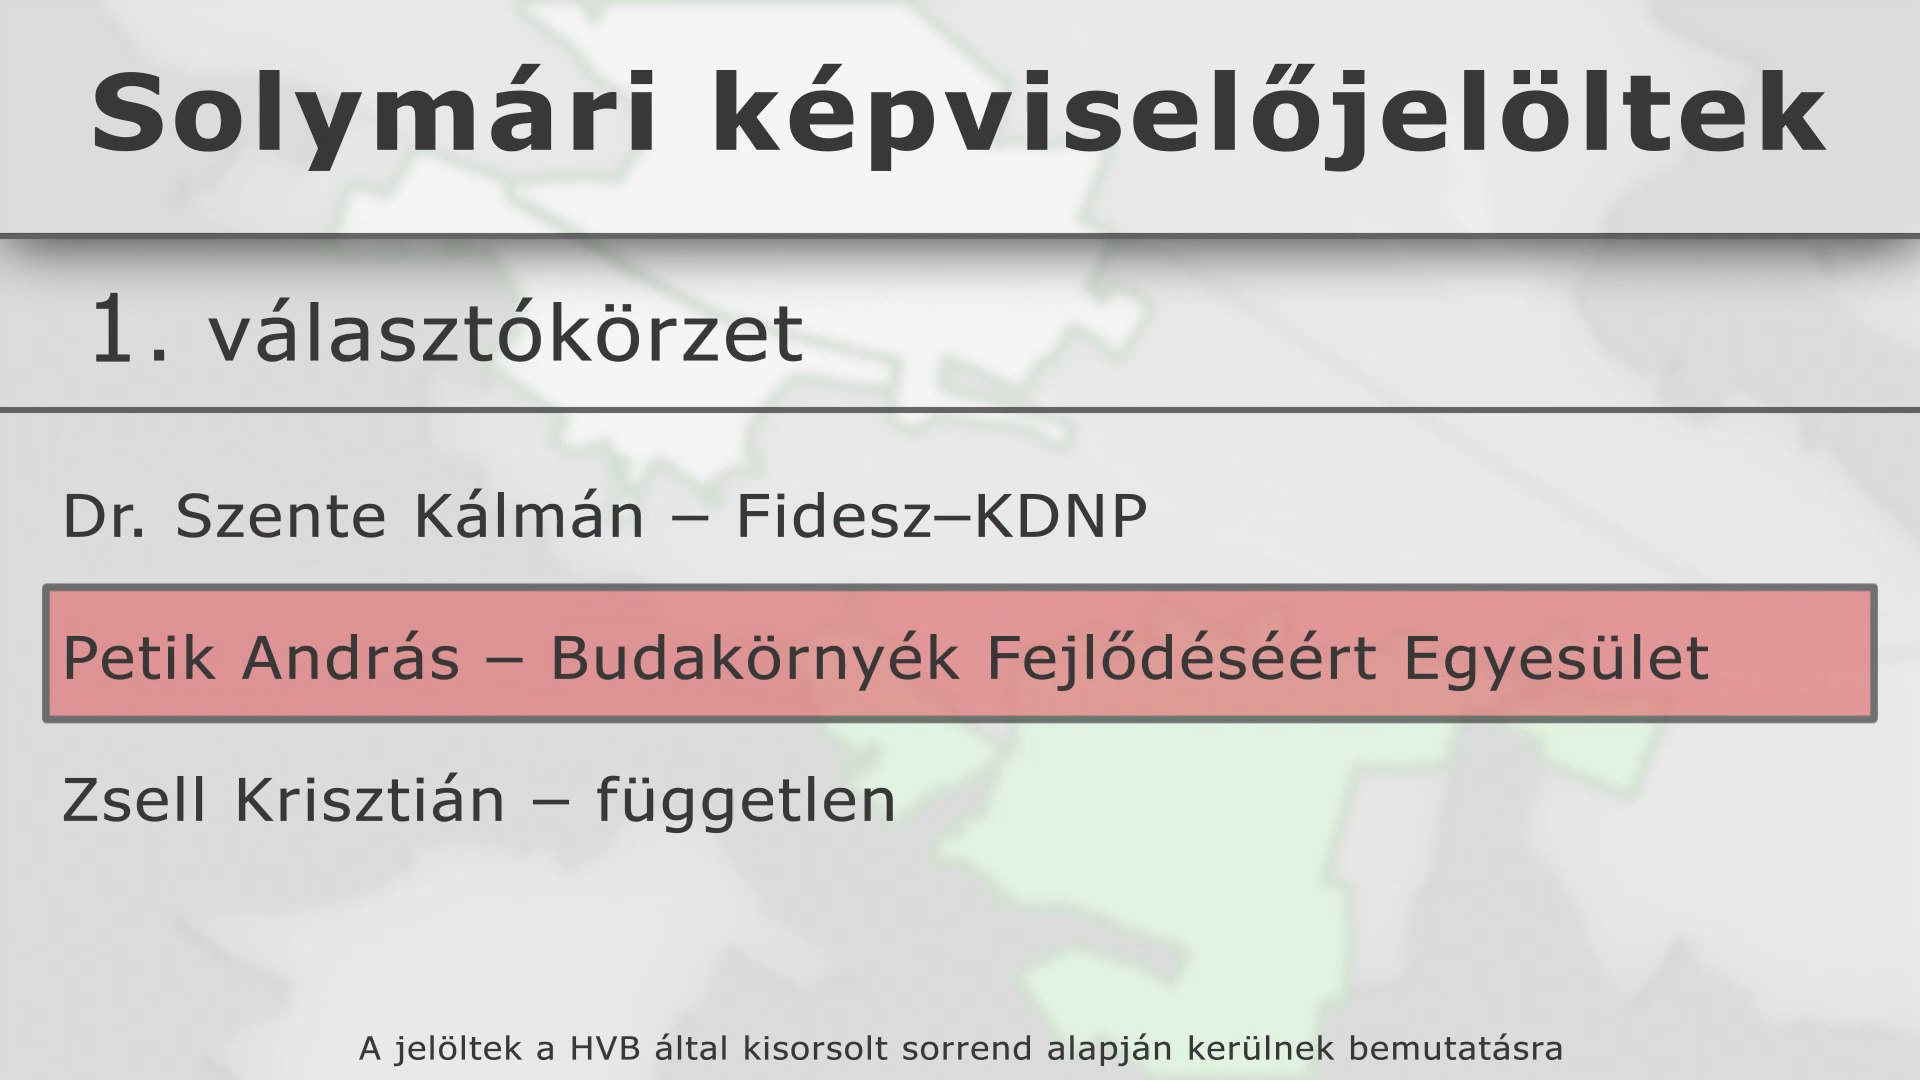 Solymári képviselőjelöltek
1. választókörzet
Dr. Szente Kálmán – Fidesz–KDNP
Petik András – Budakörnyék Fejlődéséért Egyesület
Zsell Krisztián – független
A jelöltek a HVB által kisorsolt sorrend alapján kerülnek bemutatásra